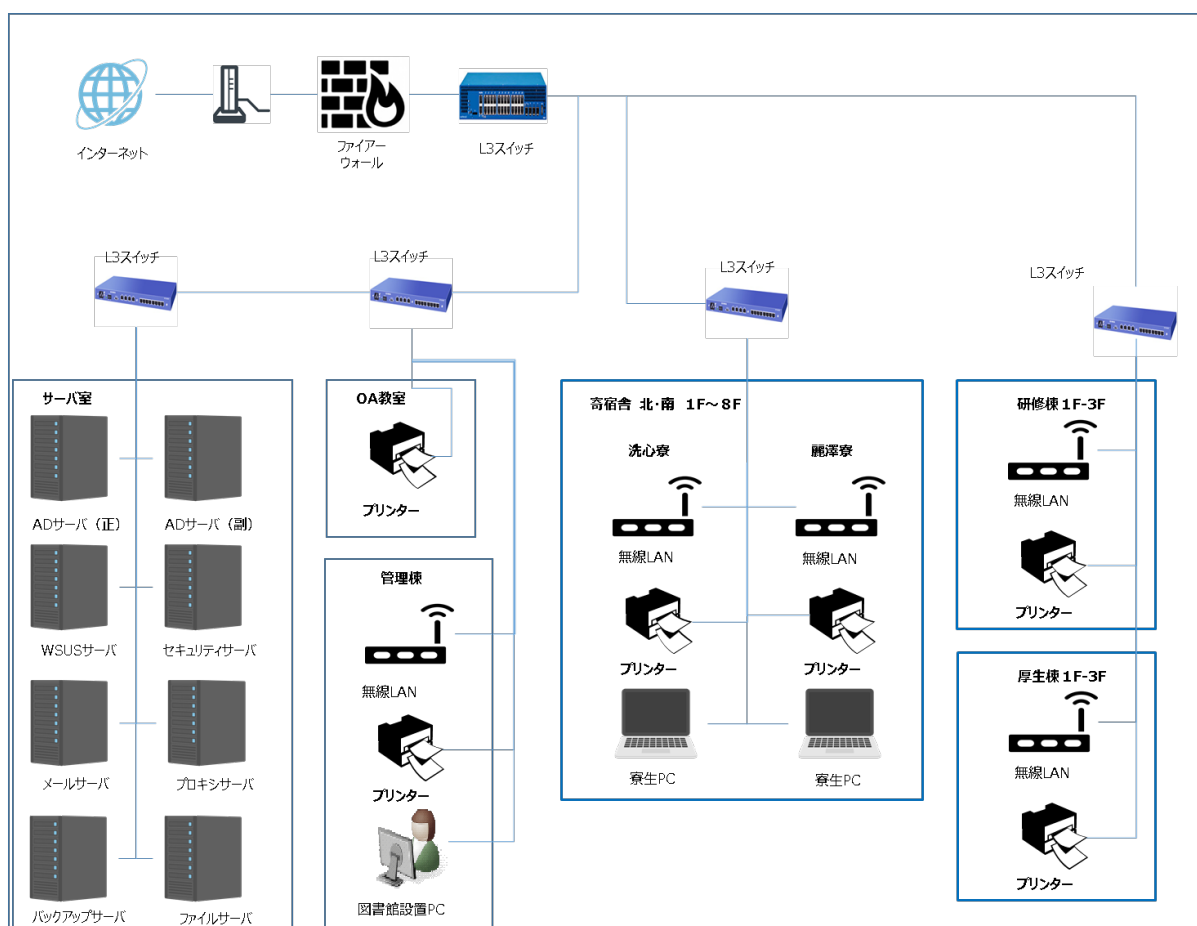 インターネット
ファイアー
ウォール
L3スイッチ
L3スイッチ
L3スイッチ
L3スイッチ
L3スイッチ
サーバ室
ADサーバ（正）
ADサーバ（副）
WSUSサーバ
セキュリティサーバ
メールサーバ
プロキシサーバ
バックアップサーバ
ファイルサーバ
OA教室
プリンター
管理棟
無線LAN
プリンター
図書館設置PC
寄宿舎 北・南 1F～8F
洗心寮
麗澤寮
無線LAN
無線LAN
プリンター
プリンター
寮生PC
寮生PC
研修棟1F-3F
無線LAN
プリンター
厚生棟1F-3F
無線LAN
プリンター